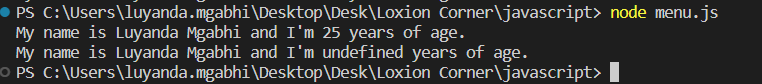 PS C:\Users\luyanda.mgabhi\Desktop\Desk\Loxion Corner\javascript> node menu.js
My name is Luyanda Mgabhi and I'm 25 years of age.
My name is Luyanda Mgabhi and I'm undefined years of age.
PS C:\Users\luyanda.mgabhi\Desktop\Desk\Loxion Corner\javascript>